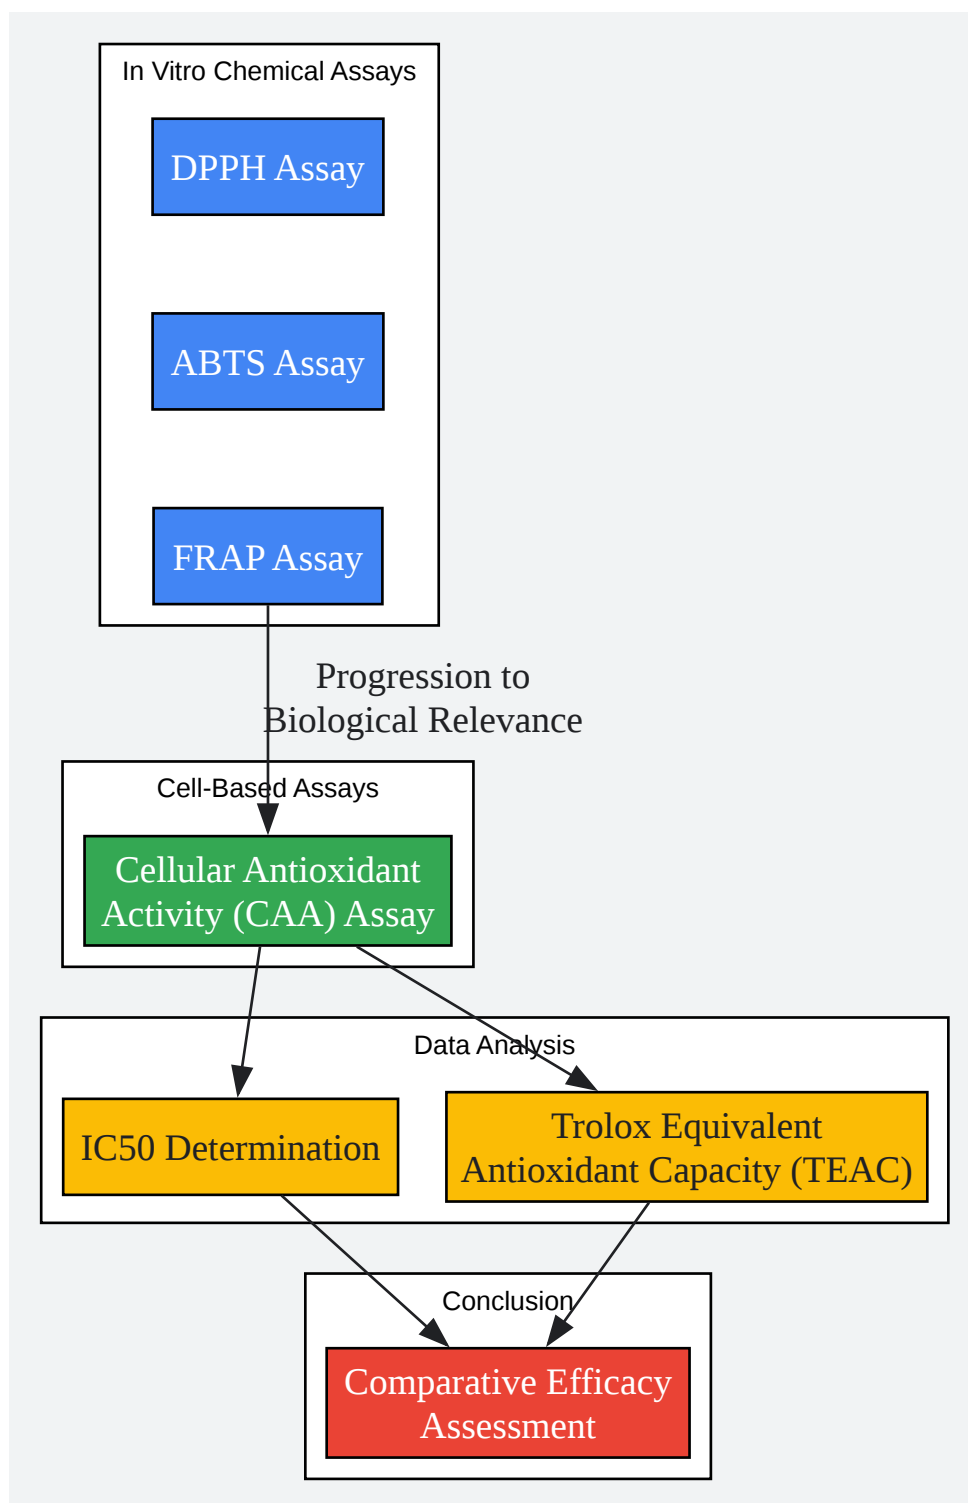 In Vitro Chemical Assays
DPPH Assay
ABTS Assay
FRAP Assay
Progression to
Biological Relevance
Cell-Based Assays
Cellular Antioxidant
Activity (CAA) Assay
Data Analysis
IC50 Determination
Trolox Equivalent
Antioxidant Capacity (TEAC)
Conclusion
Comparative Efficacy
Assessment